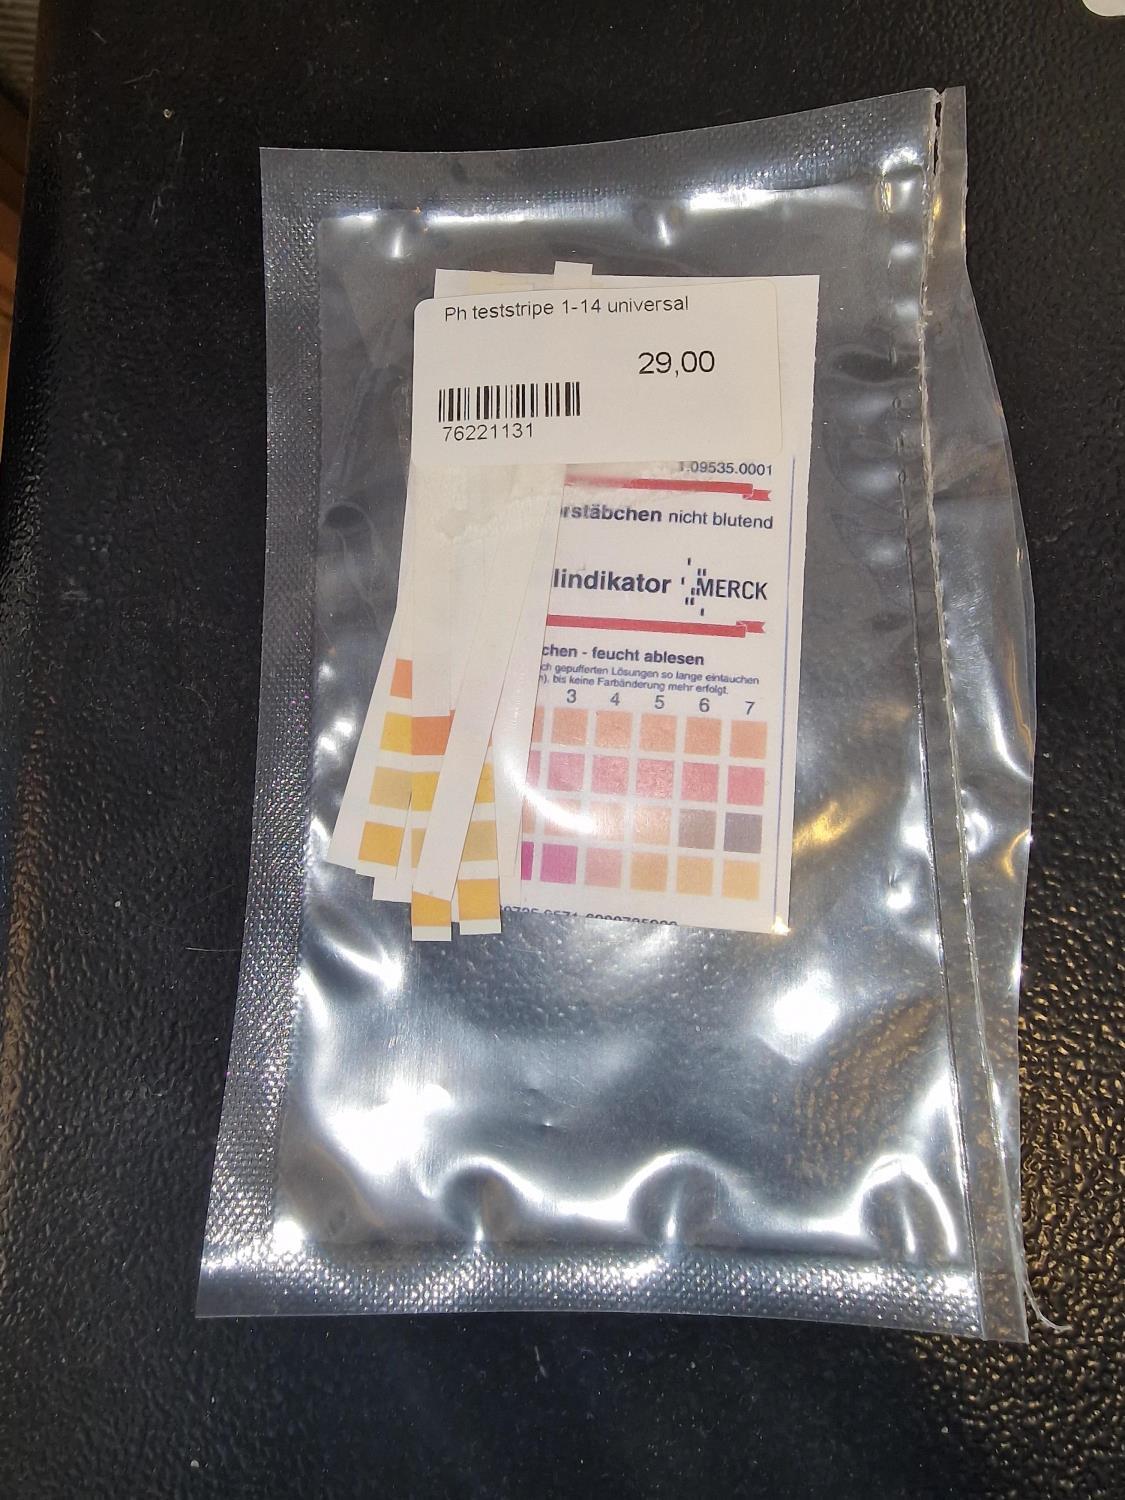 Ph teststripe 1-14 universal
29,00
76221131
1.09535.0001
rstäbchen nicht blutend
lindikator MERCK
chen - feucht ablesen
ch gepufferten Lösungen so lange eintauchen
), bis keine Farbänderung mehr erfolgt.
3 4 5 6 7